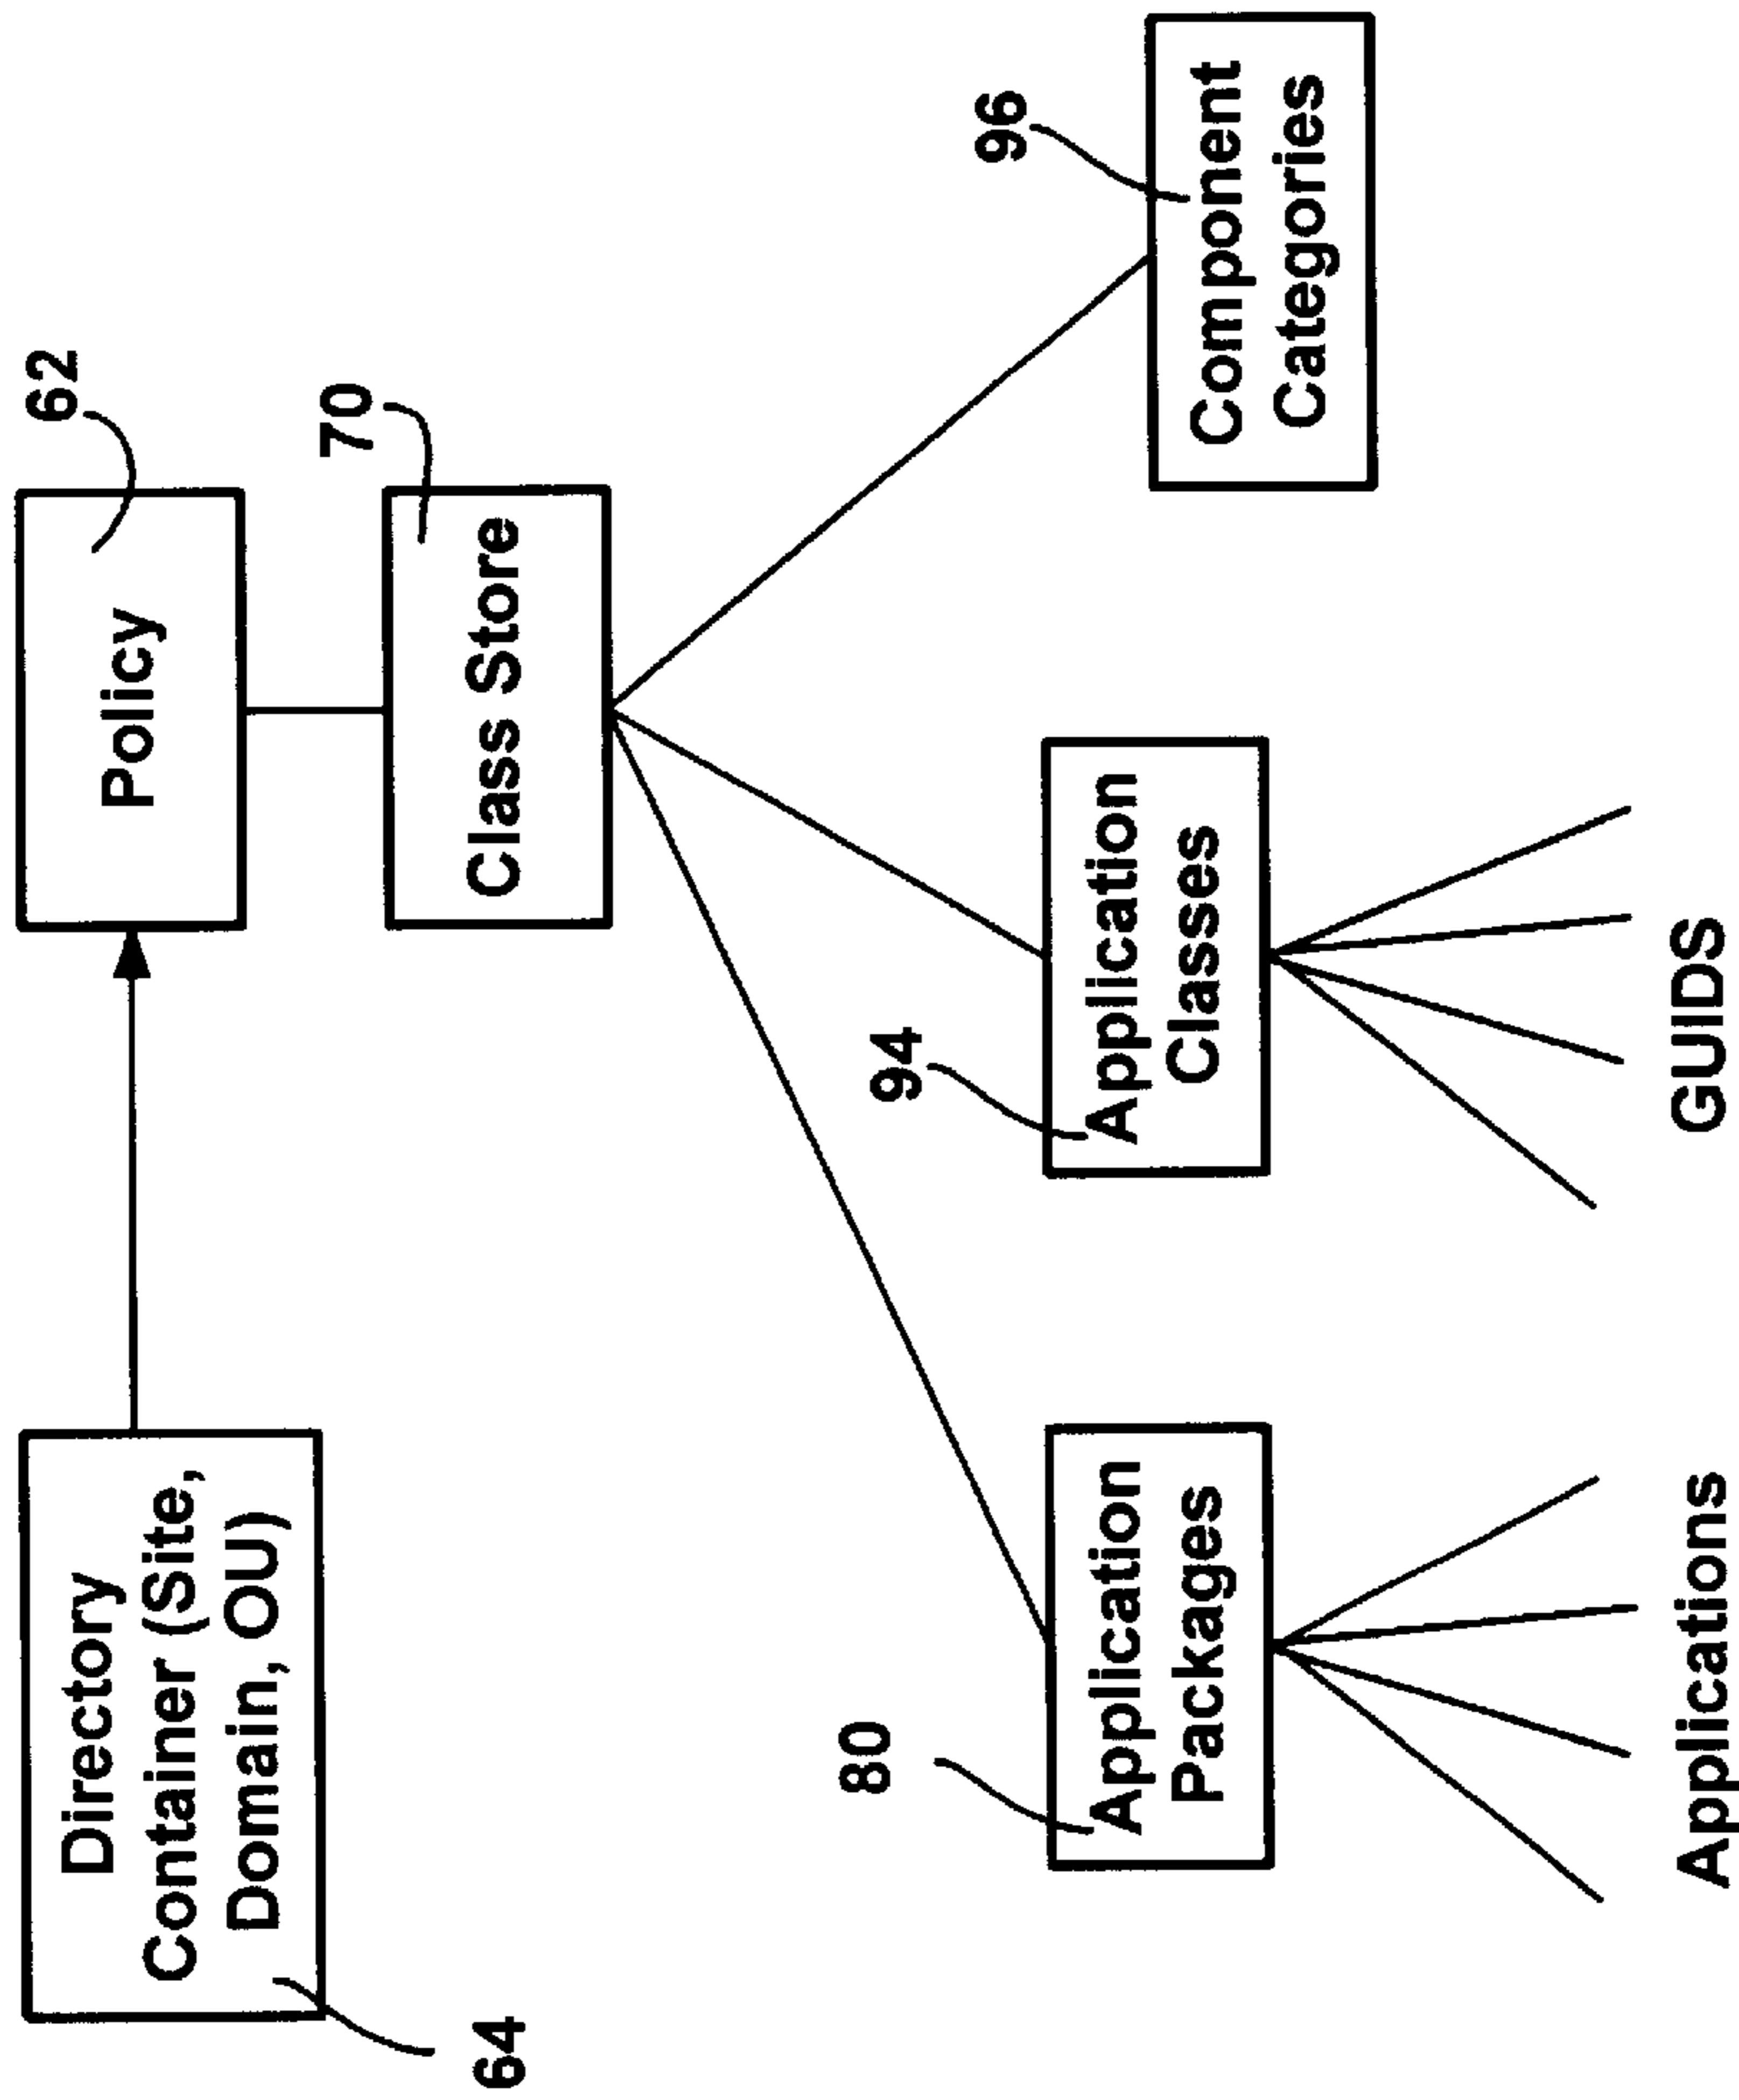 Directory
Container (Site,
Domain, OU)
64
Policy
62
Class Store
70
Application
Packages
80
Application
Classes
94
Component
Categories
96
Applications
GUIDS